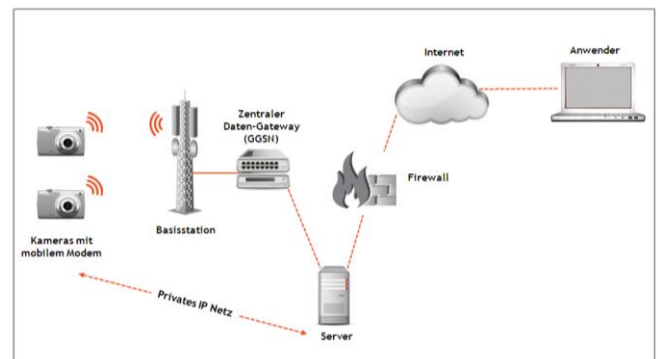 Internet
Anwender
Zentraler
Daten-Gateway
(GGSN)
Firewall
Basisstation
Kameras mit
mobilem Modem
Privates IP Netz
Server